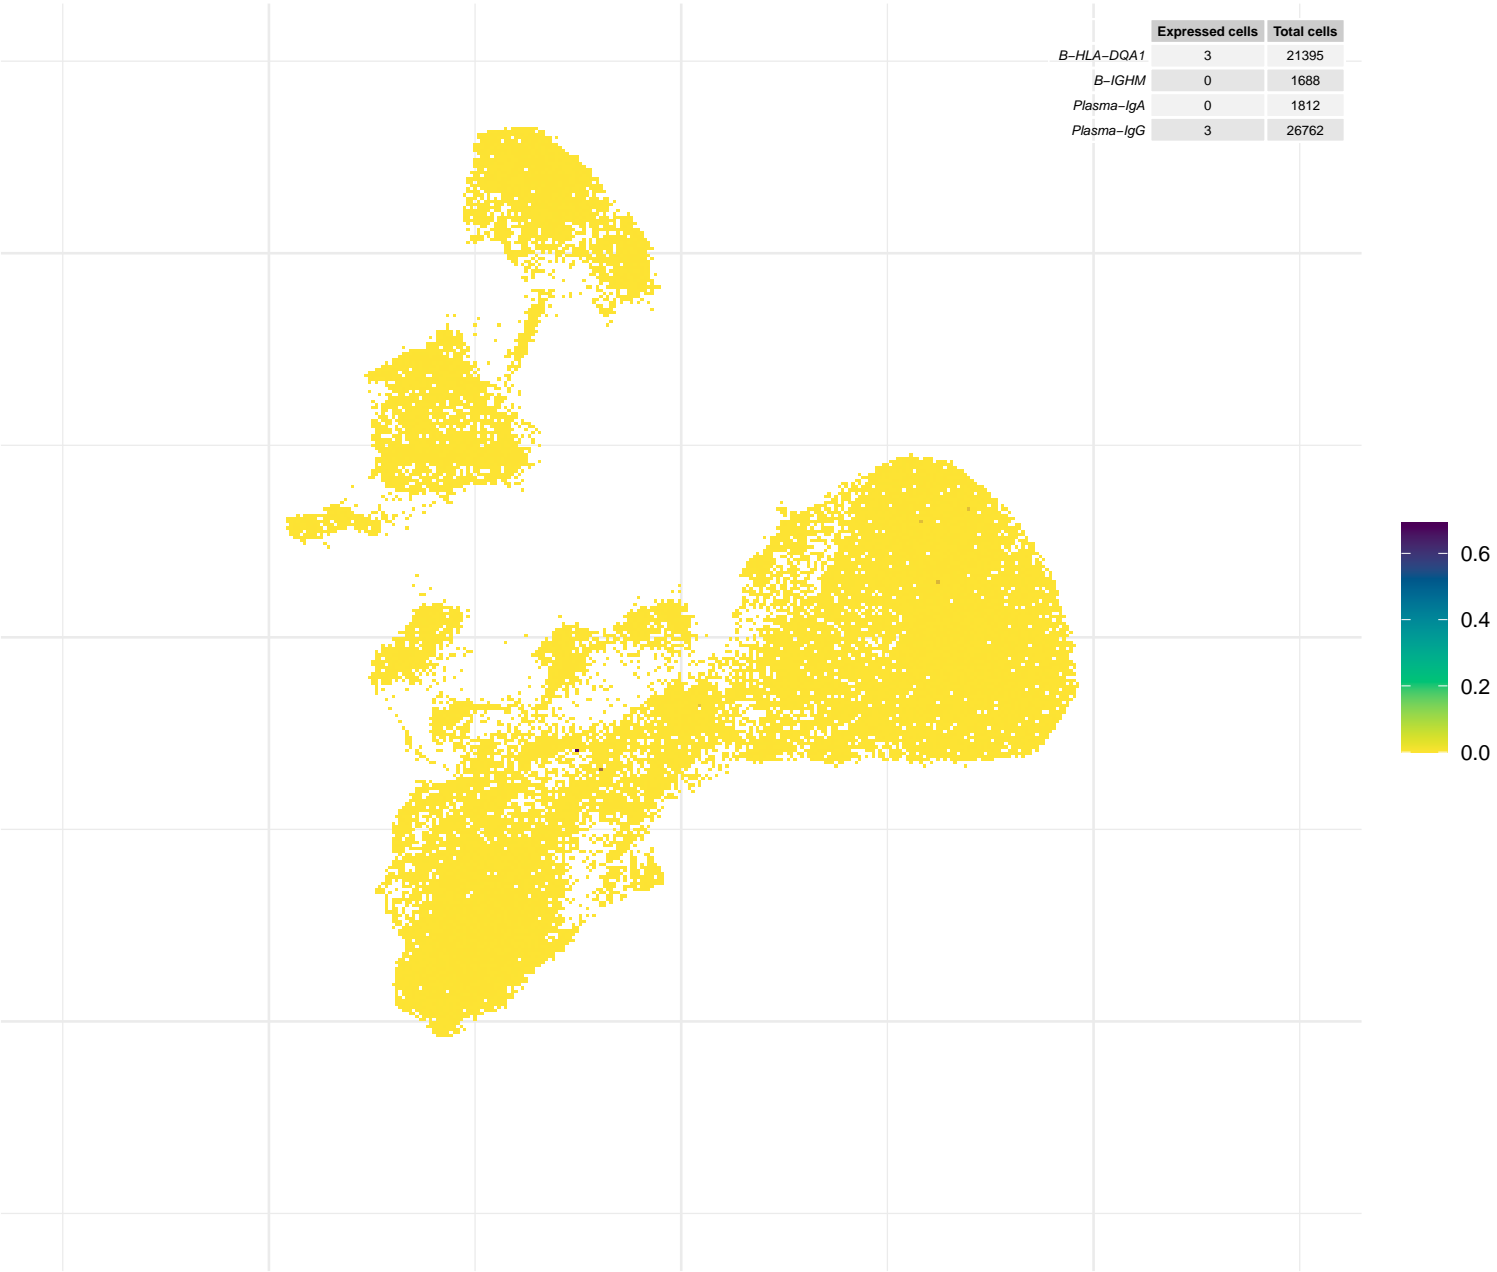 Expressed cells Total cells
B−HLA−DQA1 3 21395
B−IGHM 0 1688
Plasma−IgA 0 1812
Plasma−IgG 3 26762
0.6
0.4
0.2
0.0